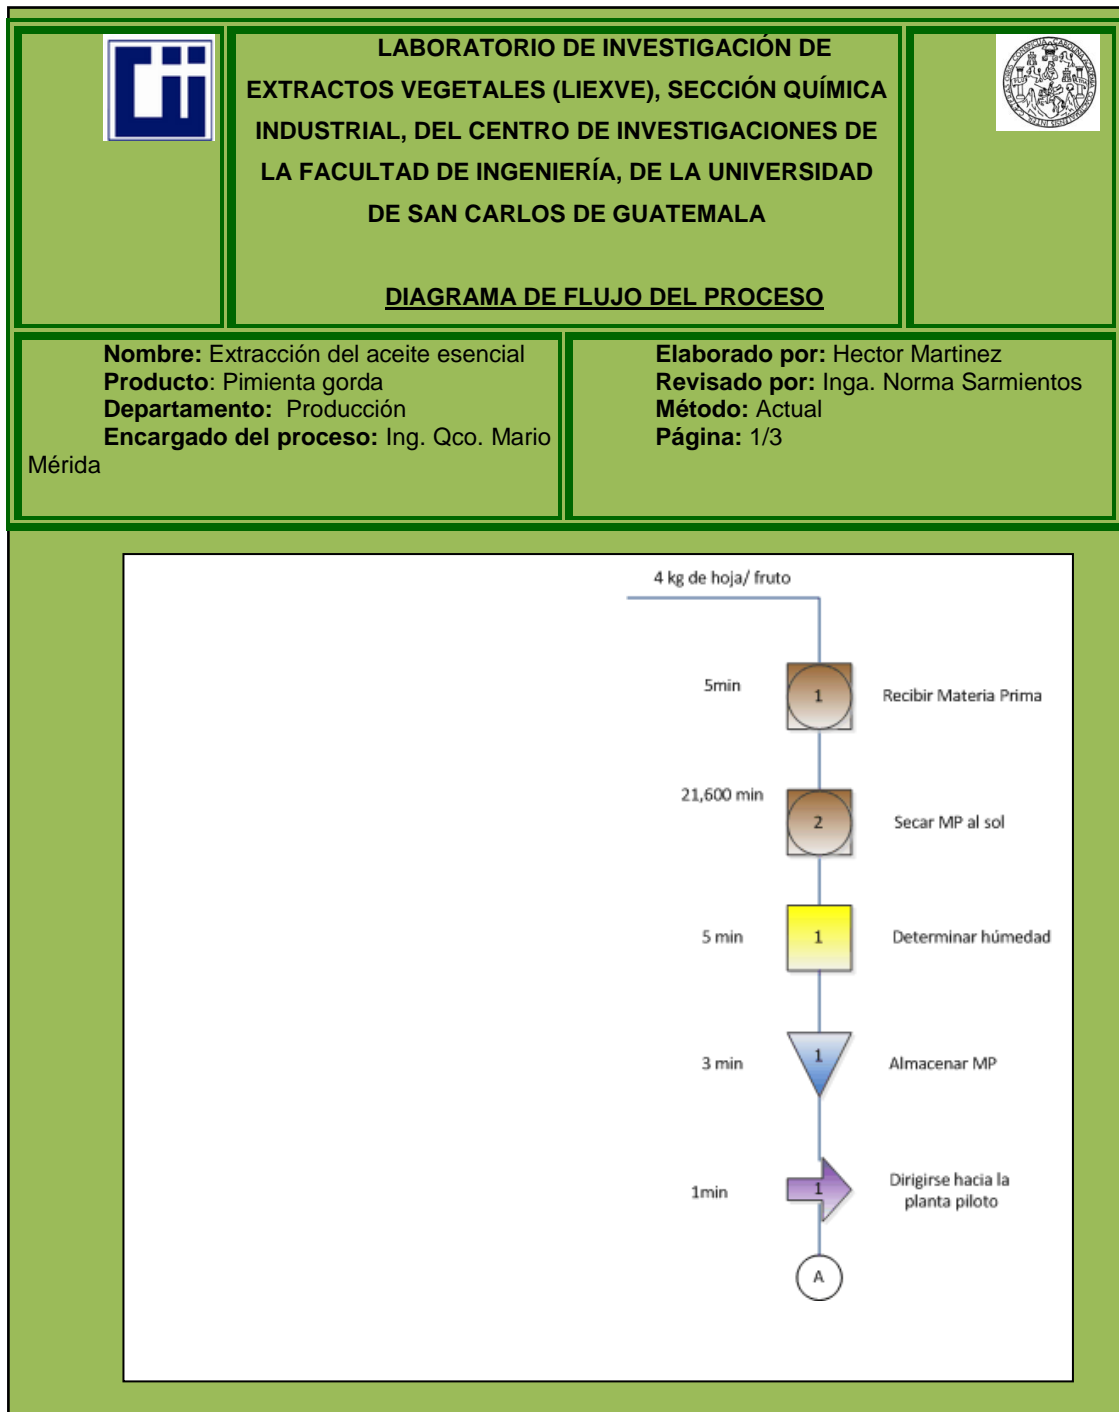 LABORATORIO DE INVESTIGACIÓN DE
EXTRACTOS VEGETALES (LIEXVE), SECCIÓN QUÍMICA
INDUSTRIAL, DEL CENTRO DE INVESTIGACIONES DE
LA FACULTAD DE INGENIERÍA, DE LA UNIVERSIDAD
DE SAN CARLOS DE GUATEMALA
DIAGRAMA DE FLUJO DEL PROCESO
Nombre: Extracción del aceite esencial
Producto: Pimienta gorda
Departamento: Producción
Encargado del proceso: Ing. Qco. Mario
Mérida
Elaborado por: Hector Martinez
Revisado por: Inga. Norma Sarmientos
Método: Actual
Página: 1/3
4 kg de hoja/ fruto
5min
1
Recibir Materia Prima
21,600 min
2
Secar MP al sol
5 min
1
Determinar húmedad
3 min
1
Almacenar MP
1min
1
Dirigirse hacia la
planta piloto
A